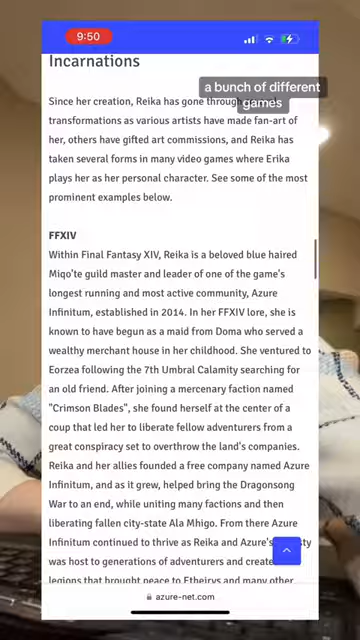 9:50
Incarnations
a bunch of different
games
Since her creation, Reika has gone through
transformations as various artists have made fan-art of
her, others have gifted art commissions, and Reika has
taken several forms in many video games where Erika
plays her as her personal character. See some of the most
prominent examples below.
FFXIV
Within Final Fantasy XIV, Reika is a beloved blue haired
Miqo'te guild master and leader of one of the game's
longest running and most active community, Azure
Infinitum, established in 2014. In her FFXIV lore, she is
known to have begun as a maid from Doma who served a
wealthy merchant house in her childhood. She ventured to
Eorzea following the 7th Umbral Calamity searching for
an old friend. After joining a mercenary faction named
"Crimson Blades", she found herself at the center of a
coup that led her to liberate fellow adventurers from a
great conspiracy set to overthrow the land's companies.
Reika and her allies founded a free company named Azure
Infinitum, and as it grew, helped bring the Dragonsong
War to an end, while uniting many factions and then
liberating fallen city-state Ala Mhigo. From there Azure
Infinitum continued to thrive as Reika and Azure's
was host to generations of adventurers and create
legions that brought peace to Etheirys and many other
azure-net.com